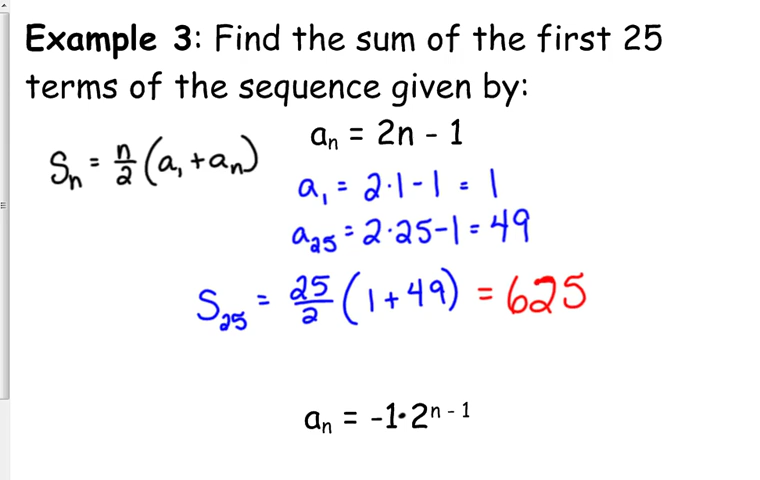 Example 3: Find the sum of the first 25
terms of the sequence given by:
aₙ = 2n - 1
Sₙ = n/2 (a₁ + aₙ)
a₁ = 2·1 - 1 = 1
a₂₅ = 2·25 - 1 = 49
S₂₅ = 25/2 (1 + 49) = 625
aₙ = -1•2ⁿ ⁻ ¹